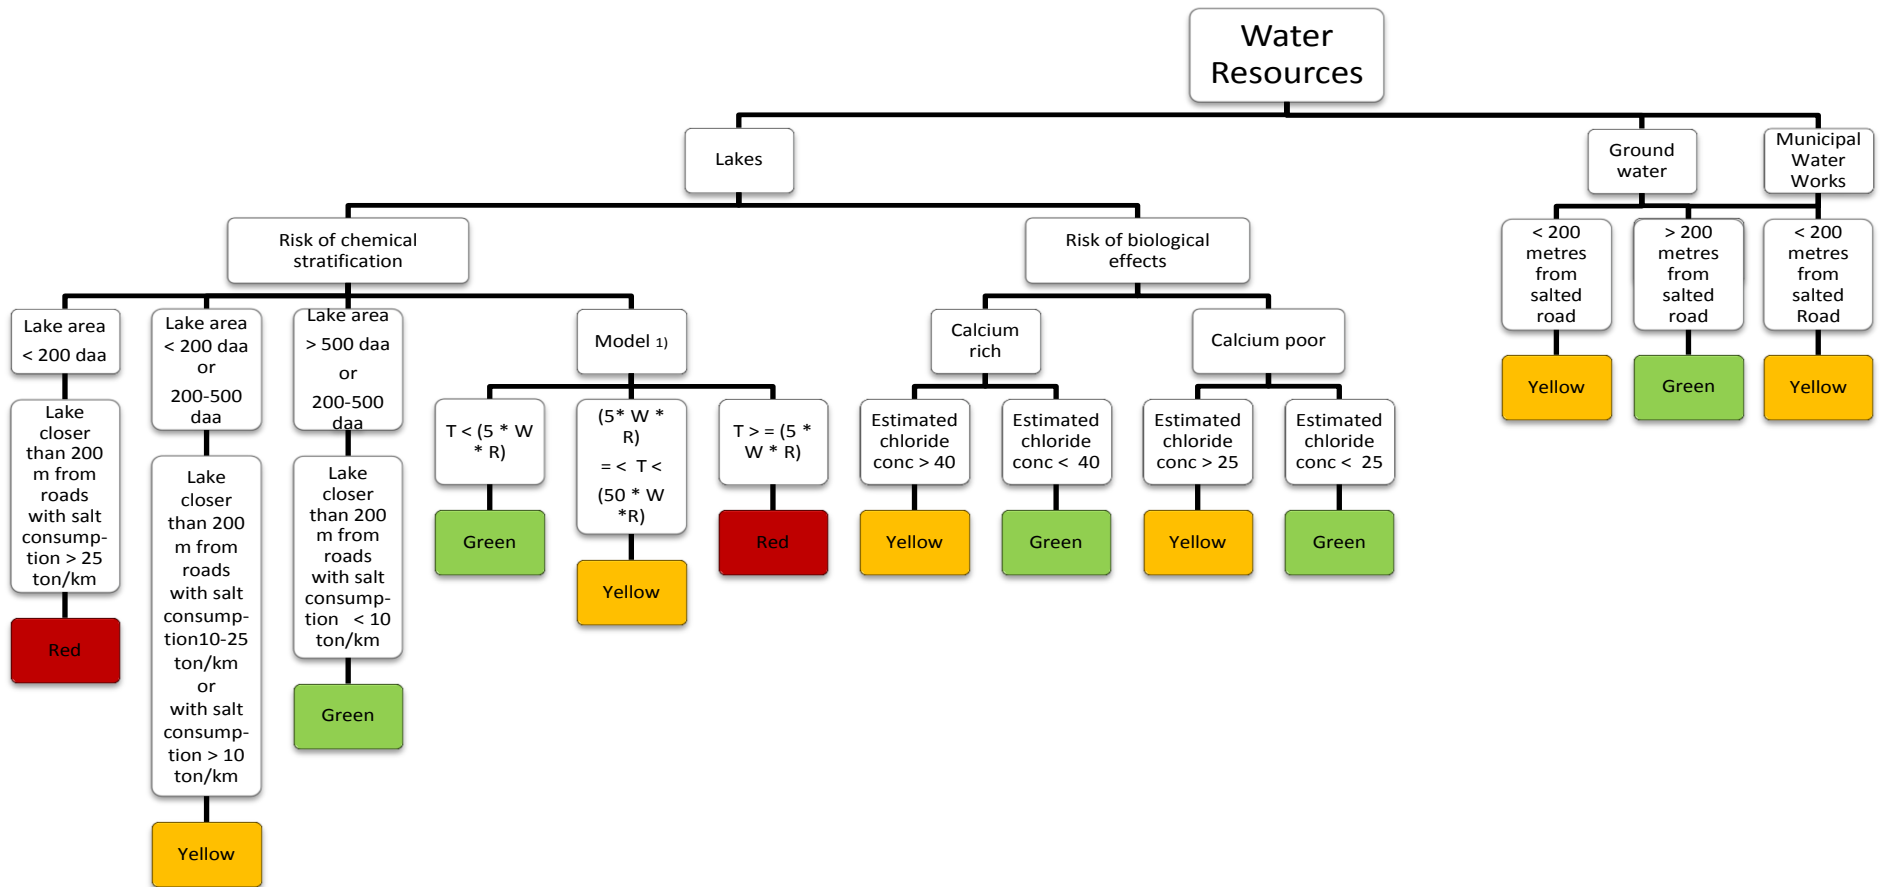 Water
Resources
Lakes
Ground
water
Municipal
Water
Works
Risk of chemical
stratification
Risk of biological
effects
< 200
metres
from
salted
road
> 200
metres
from
salted
road
< 200
metres
from
salted
Road
Lake area
< 200 daa
Lake area
< 200 daa
or
200-500
daa
Lake area
> 500 daa
or
200-500
daa
Model 1)
Calcium
rich
Calcium poor
Yellow
Green
Yellow
Lake
closer
than 200
m from
roads
with salt
consump-
tion > 25
ton/km
Lake
closer
than 200
m from
roads
with salt
consump-
tion10-25
ton/km
or
with salt
consump-
tion > 10
ton/km
Lake
closer
than 200
m from
roads
with salt
consump-
tion < 10
ton/km
T < (5 * W
* R)
(5* W *
R)
= < T <
(50 * W
*R)
T > = (5 *
W * R)
Estimated
chloride
conc > 40
Estimated
chloride
conc < 40
Estimated
chloride
conc > 25
Estimated
chloride
conc < 25
Green
Yellow
Red
Yellow
Green
Yellow
Green
Red
Yellow
Green